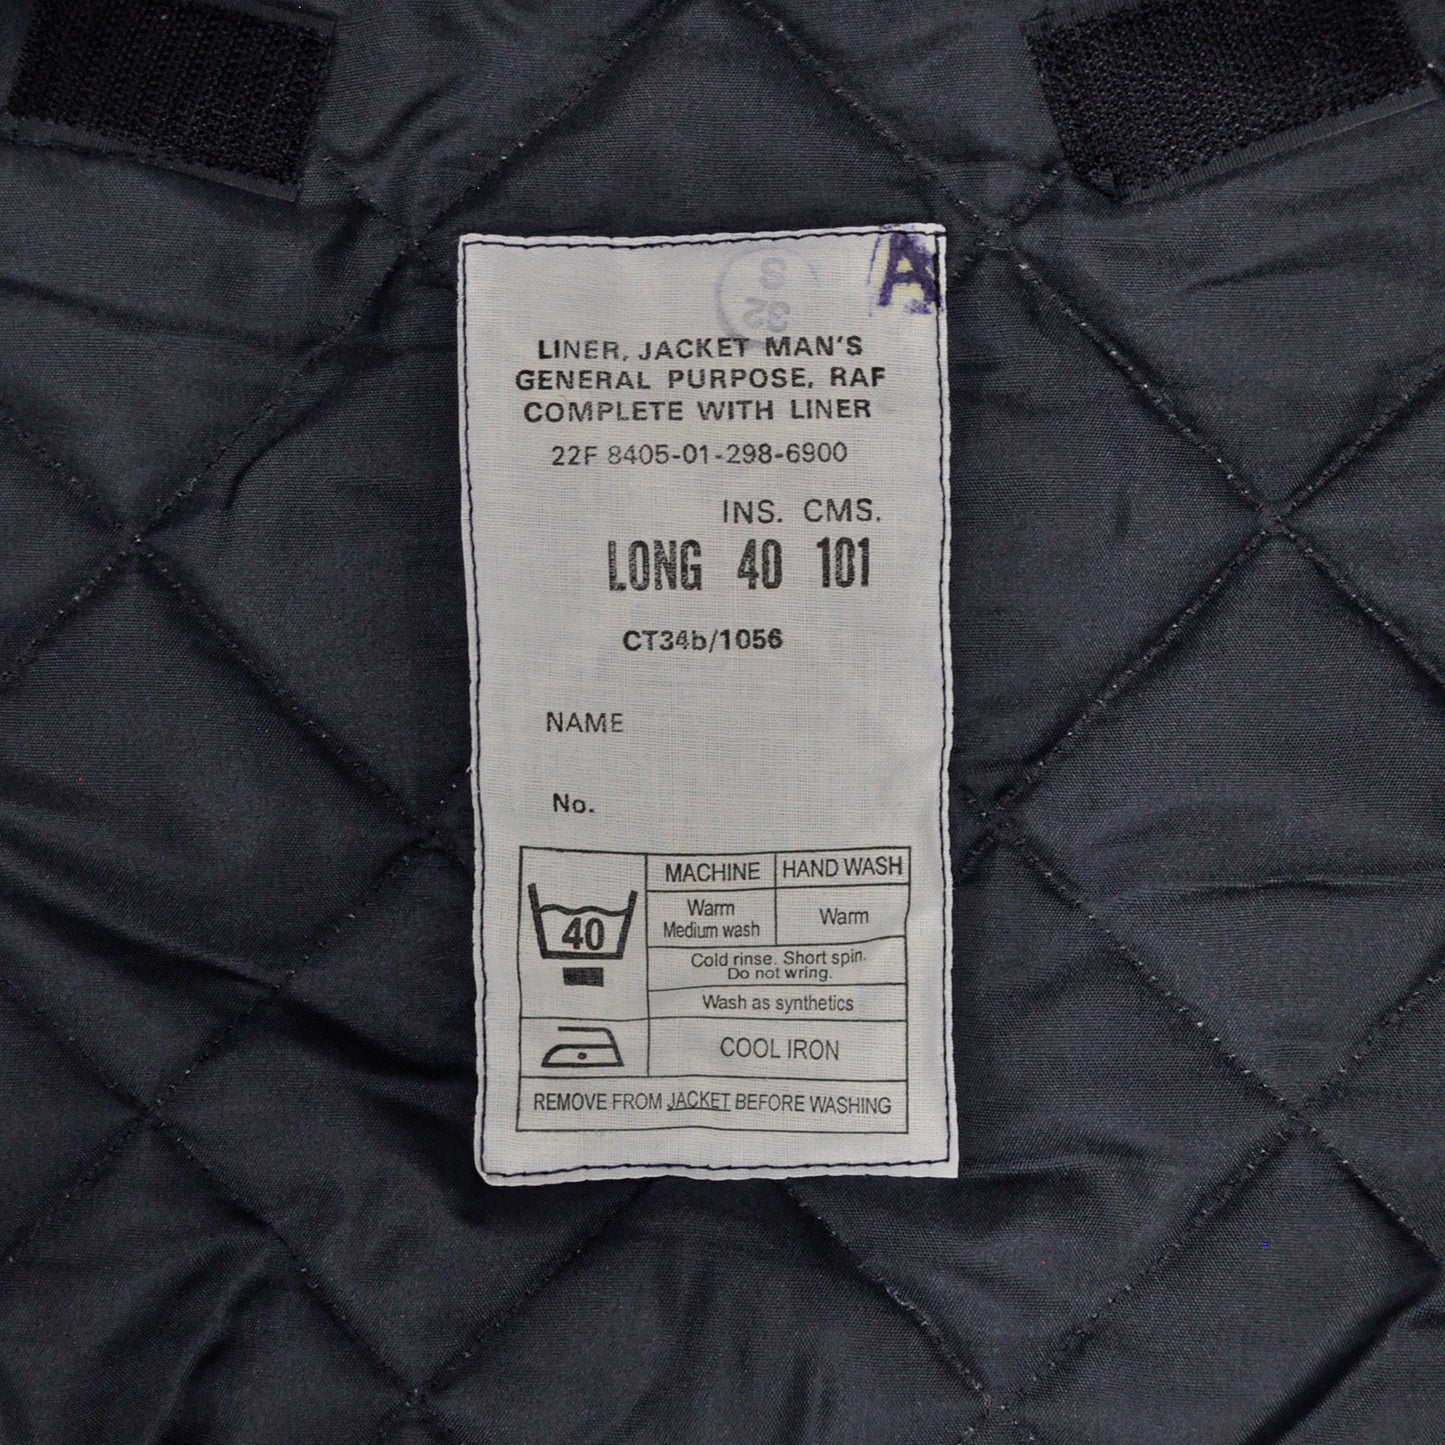 A
32
LINER, JACKET MAN'S
GENERAL PURPOSE, RAF
COMPLETE WITH LINER
22F 8405-01-298-6900
INS. CMS.
LONG 40 101
CT34b/1056
NAME
No.
MACHINE HAND WASH
40
Warm
Medium wash
Warm
Cold rinse. Short spin.
Do not wring.
Wash as synthetics
COOL IRON
REMOVE FROM JACKET BEFORE WASHING